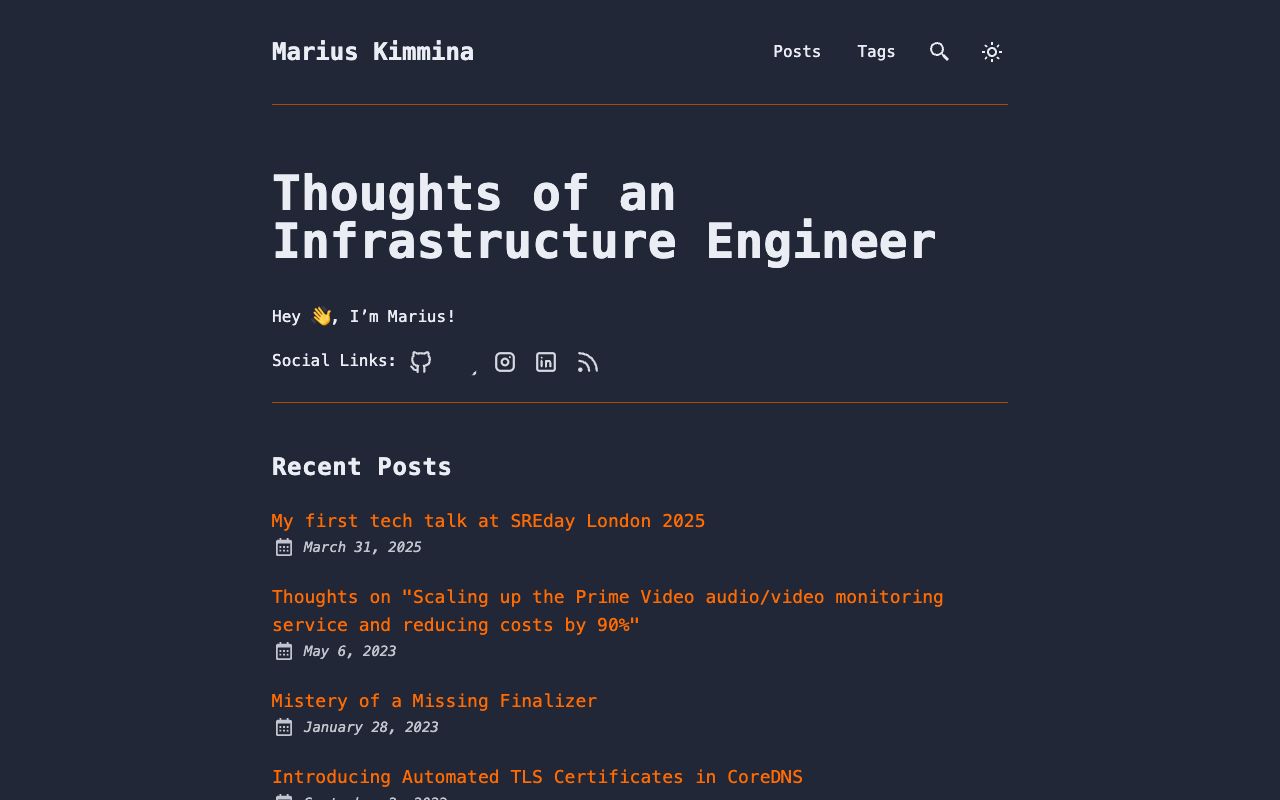 Marius Kimmina
Posts
Tags
Thoughts of an
Infrastructure Engineer
Hey 👋, I’m Marius!
Social Links:
Recent Posts
My first tech talk at SREday London 2025
March 31, 2025
Thoughts on "Scaling up the Prime Video audio/video monitoring
service and reducing costs by 90%"
May 6, 2023
Mistery of a Missing Finalizer
January 28, 2023
Introducing Automated TLS Certificates in CoreDNS